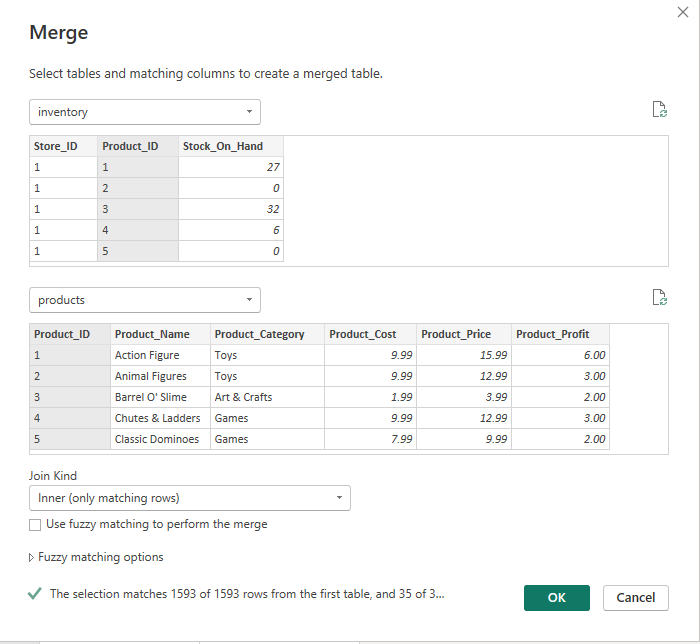 Merge
Select tables and matching columns to create a merged table.
inventory
Store_ID Product_ID Stock_On_Hand
1 1 27
1 2 0
1 3 32
1 4 6
1 5 0
products
Product_ID Product_Name Product_Category Product_Cost Product_Price Product_Profit
1 Action Figure Toys 9.99 15.99 6.00
2 Animal Figures Toys 9.99 12.99 3.00
3 Barrel O' Slime Art & Crafts 1.99 3.99 2.00
4 Chutes & Ladders Games 9.99 12.99 3.00
5 Classic Dominoes Games 7.99 9.99 2.00
Join Kind
Inner (only matching rows)
Use fuzzy matching to perform the merge
Fuzzy matching options
The selection matches 1593 of 1593 rows from the first table, and 35 of 3...
OK Cancel